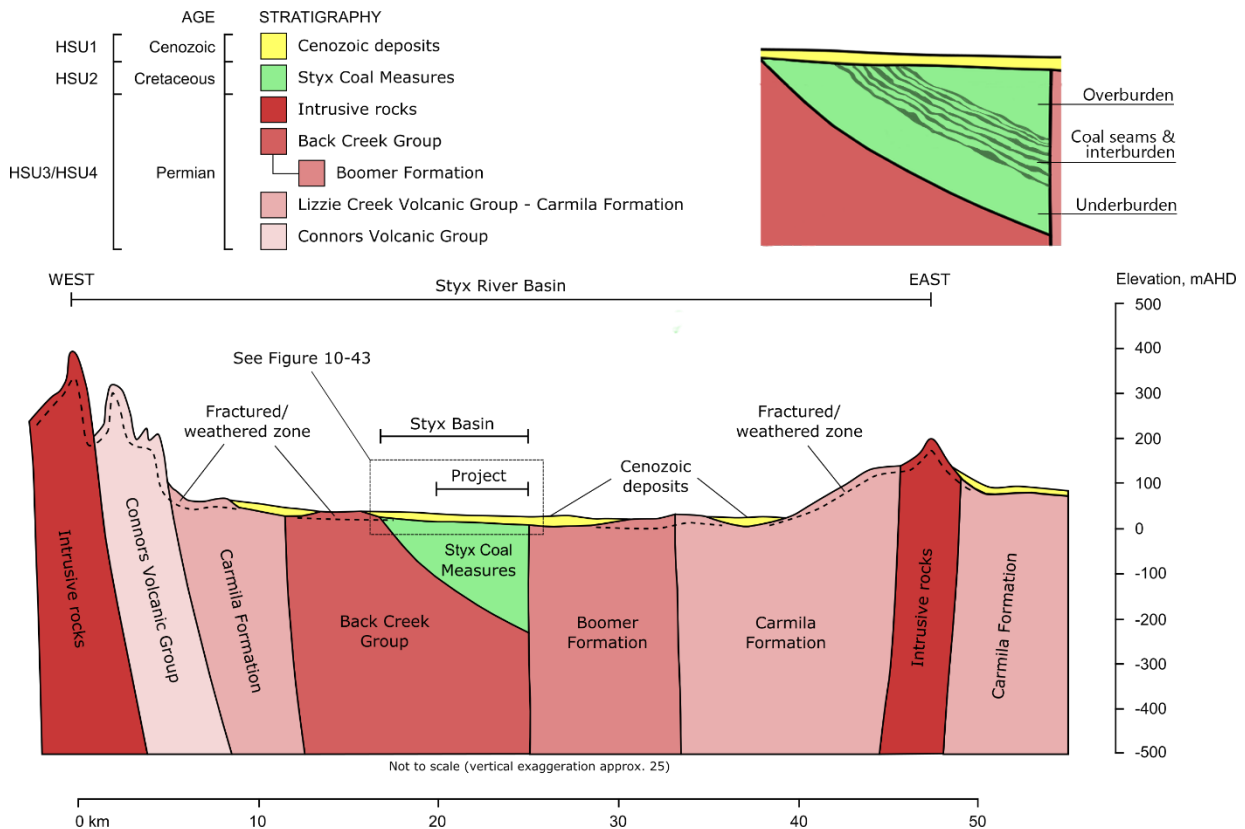 AGE STRATIGRAPHY
HSU1 Cenozoic Cenozoic deposits
HSU2 Cretaceous Styx Coal Measures
Intrusive rocks
Back Creek Group
HSU3/HSU4 Permian Boomer Formation
Lizzie Creek Volcanic Group - Carmila Formation
Connors Volcanic Group
Overburden
Coal seams &
interburden
Underburden
WEST EAST Elevation, mAHD
Styx River Basin
500
400
300
200
100
0
-100
-200
-300
-400
-500
See Figure 10-43
Fractured/
weathered zone
Styx Basin
Project
Cenozoic
deposits
Fractured/
weathered zone
Intrusive rocks
Connors Volcanic Group
Carmila Formation
Back Creek
Group
Styx Coal
Measures
Boomer
Formation
Carmila
Formation
Intrusive rocks
Carmila Formation
Not to scale (vertical exaggeration approx. 25)
0 km 10 20 30 40 50